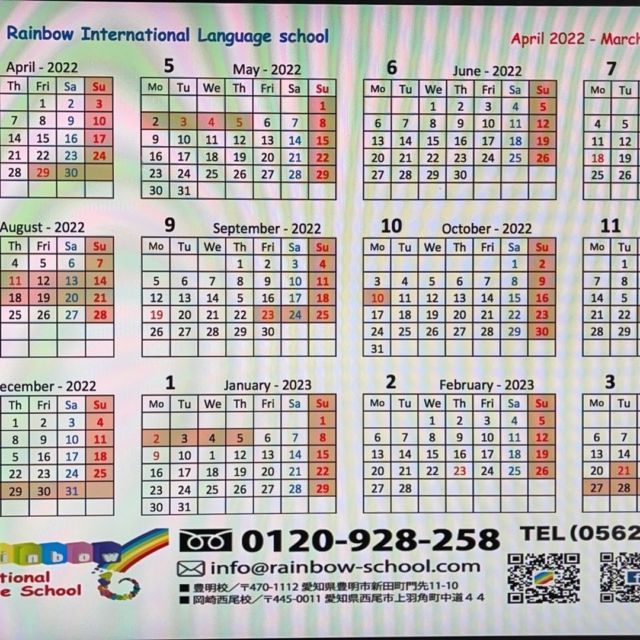 Rainbow International Language school
April 2022 - March
April - 2022
Th Fri Sa Su
1 2 3
7 8 9 10
14 15 16 17
21 22 23 24
28 29 30
5 May - 2022
Mo Tu We Th Fri Sa Su
1
2 3 4 5 6 7 8
9 10 11 12 13 14 15
16 17 18 19 20 21 22
23 24 25 26 27 28 29
30 31
6 June - 2022
Mo Tu We Th Fri Sa Su
1 2 3 4 5
6 7 8 9 10 11 12
13 14 15 16 17 18 19
20 21 22 23 24 25 26
27 28 29 30
7
Mo Tu
4 5
11 12
18 19
25 26
August - 2022
Th Fri Sa Su
4 5 6 7
11 12 13 14
18 19 20 21
25 26 27 28
9 September - 2022
Mo Tu We Th Fri Sa Su
1 2 3 4
5 6 7 8 9 10 11
12 13 14 5 16 17 18
19 20 21 22 23 24 25
26 27 28 29 30
10 October - 2022
Mo Tu We Th Fri Sa Su
1 2
3 4 5 6 7 8 9
10 11 12 13 5 15 16
17 18 19 20 21 22 23
24 25 26 27 28 29 30
31
11
Mo Tu
1
7 8
14 5
21 22
28 29
ecember - 2022
Th Fri Sa Su
1 2 3 4
8 9 10 11
15 16 17 18
22 23 24 25
29 30 31
1 January - 2023
Mo Tu We Th Fri Sa Su
1
2 3 4 5 6 7 8
9 10 1 12 13 14 15
16 17 18 19 20 21 22
23 24 25 26 27 28 29
30 31
2 February - 2023
Mo Tu We Th Fri Sa Su
1 2 3 4 5
6 7 8 9 10 11 12
13 14 15 16 17 18 19
20 21 22 23 24 25 26
27 28
3
Mo Tu
6 7
13 14
20 21
27 28
inbow
tional
e School
0120-928-258
TEL (0562
info@rainbow-school.com
■ 豊明校／〒470-1112 愛知県豊明市新田町門先11-10
■ 岡崎西尾校／〒445-0011 愛知県西尾市上羽角町中道４４